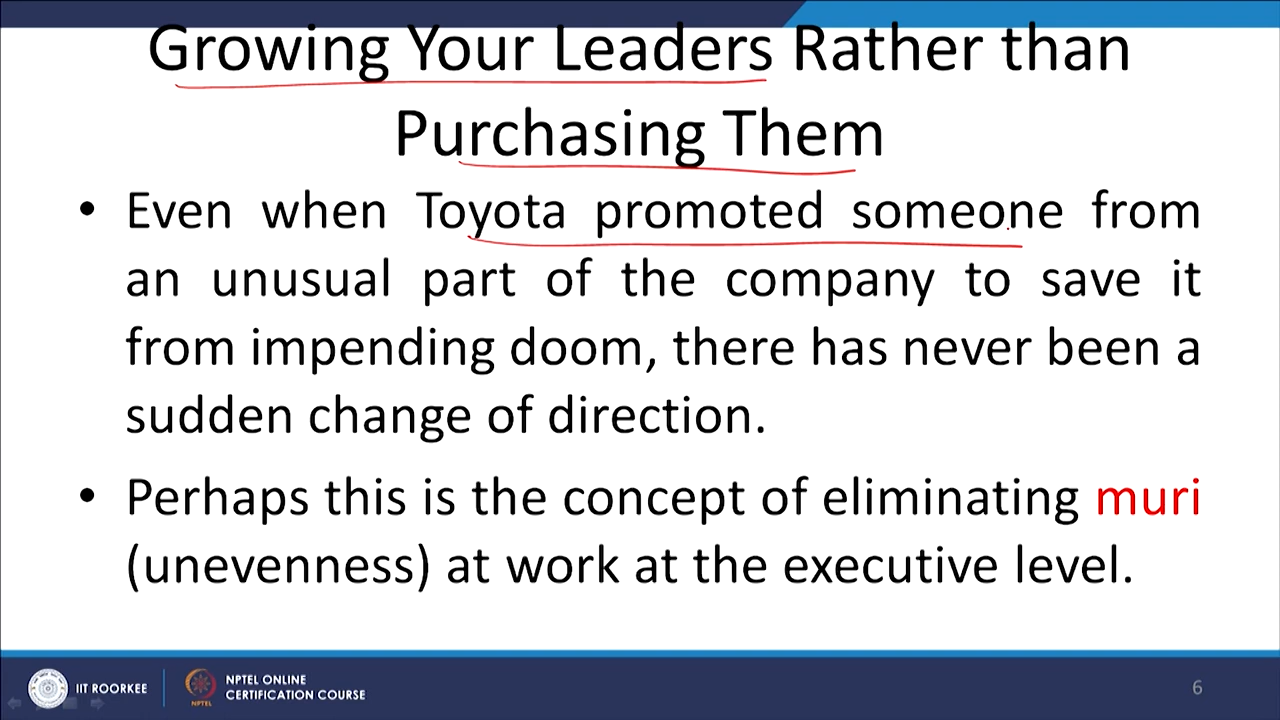 Growing Your Leaders Rather than
Purchasing Them
• Even when Toyota promoted someone from
an unusual part of the company to save it
from impending doom, there has never been a
sudden change of direction.
• Perhaps this is the concept of eliminating muri
(unevenness) at work at the executive level.
IIT ROORKEE
NPTEL
NPTEL ONLINE
CERTIFICATION COURSE
6